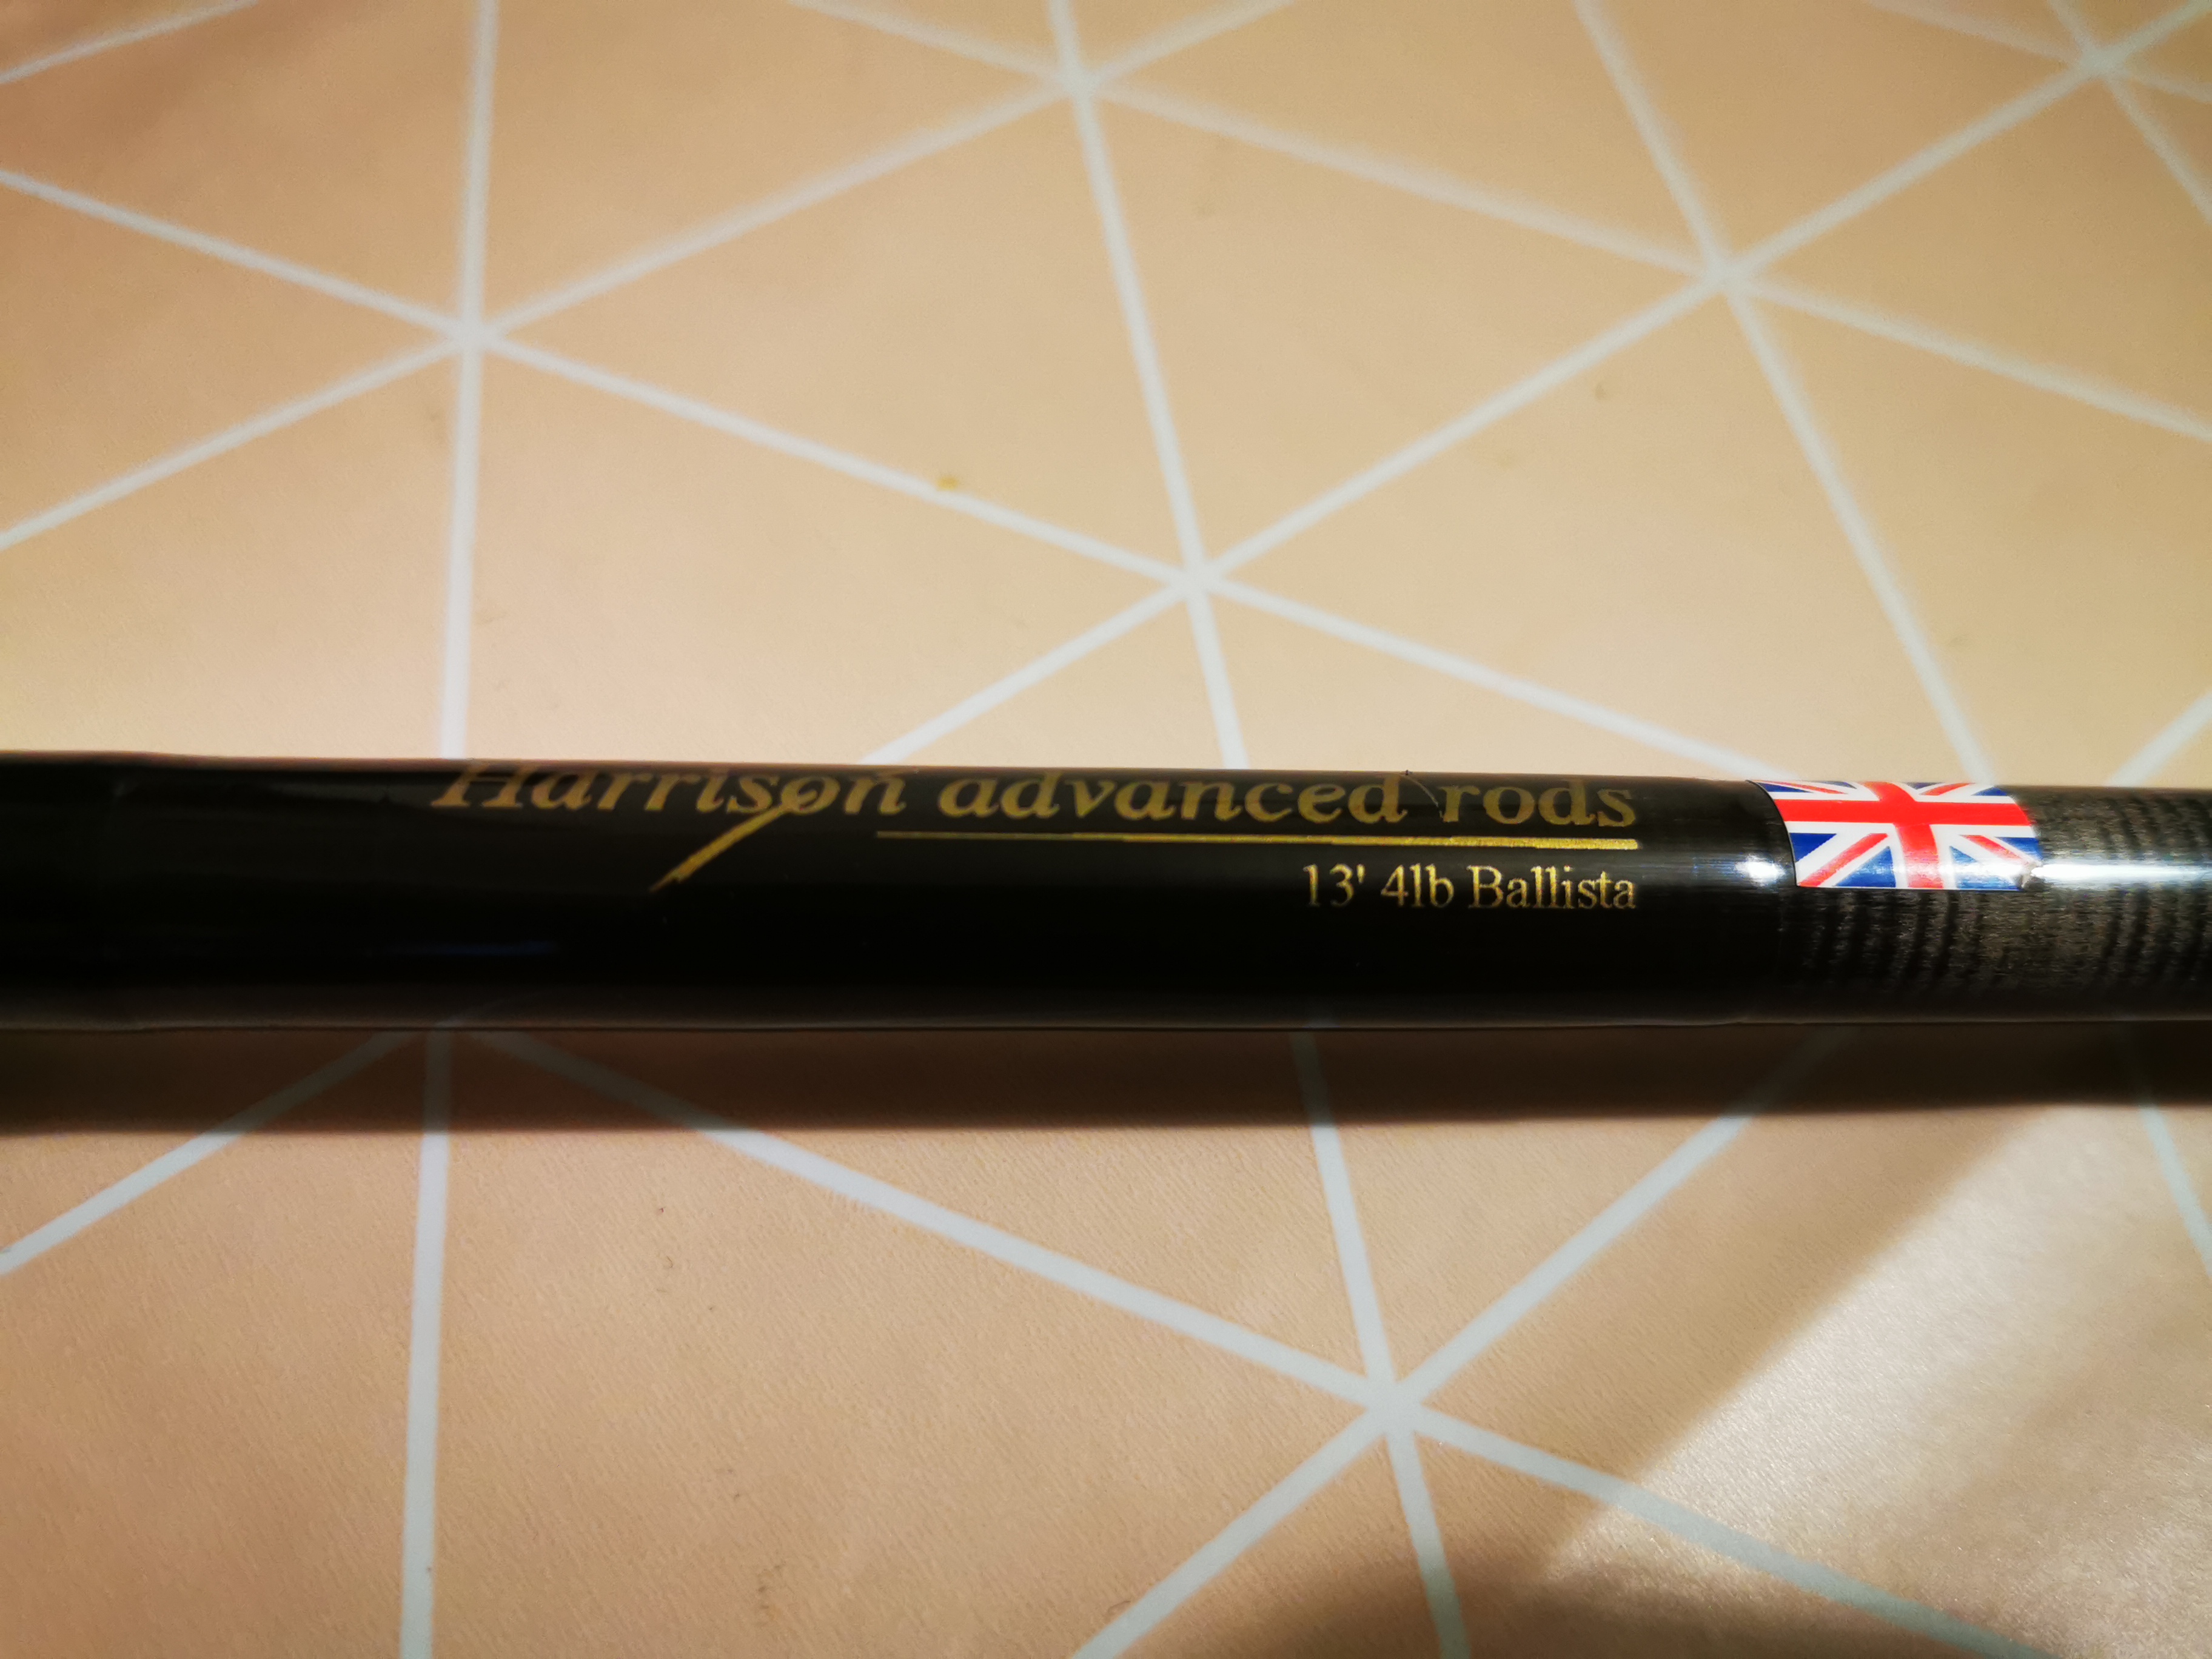 Harrison advanced rods
13' 4lb Ballista